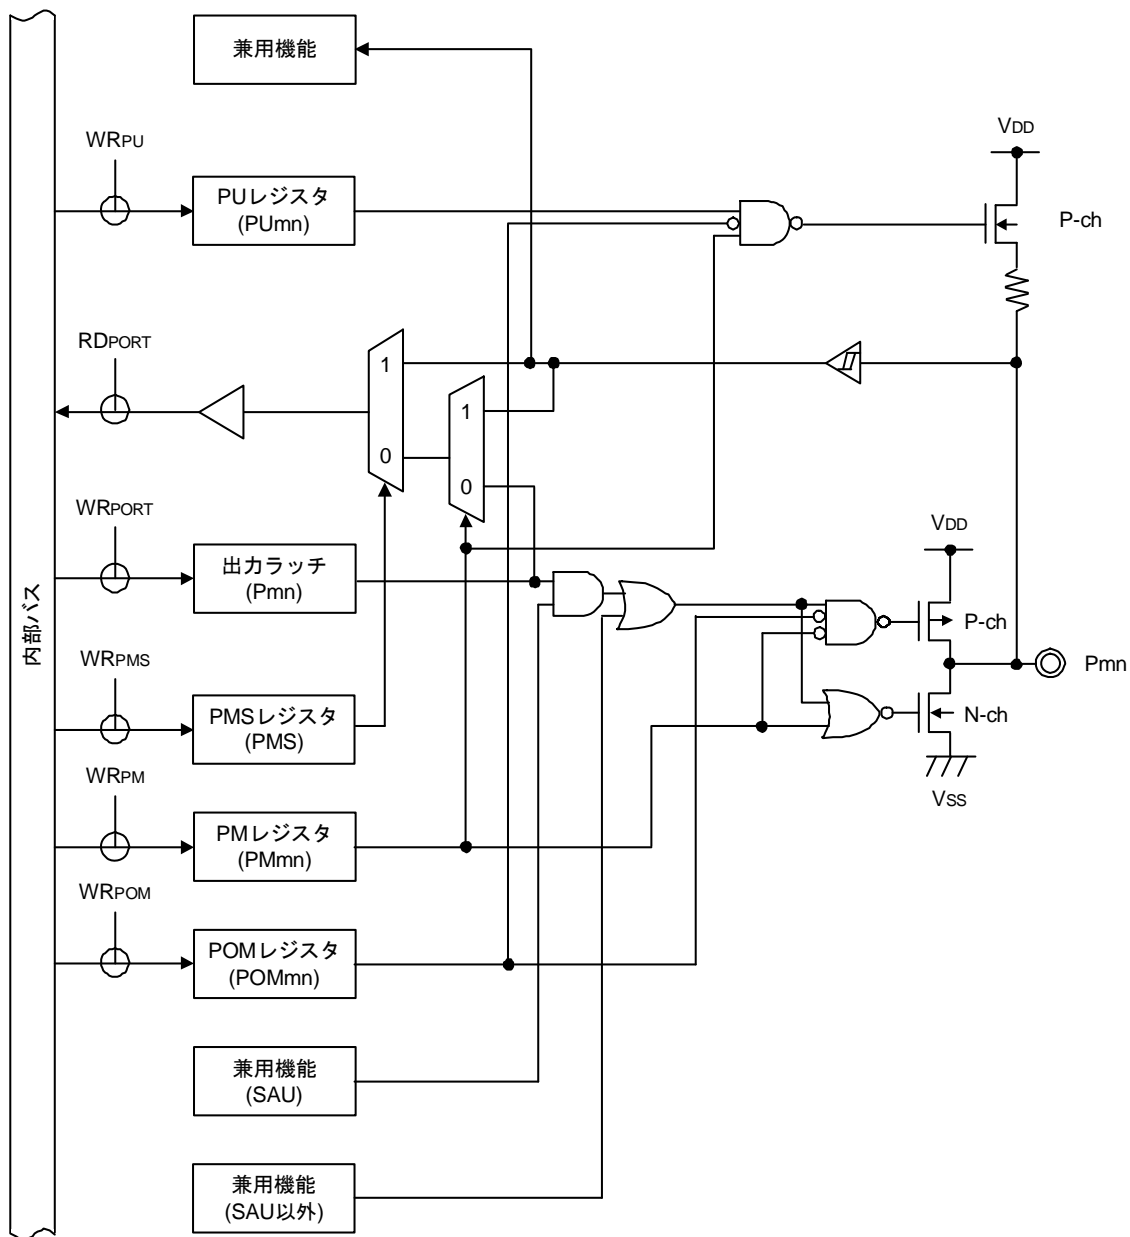 兼用機能
WRPU
PUレジスタ
(PUmn)
VDD
P-ch
RDPORT
1
0
1
0
WRPORT
出力ラッチ
(Pmn)
VDD
P-ch
Pmn
内部バス
WRPMS
PMSレジスタ
(PMS)
N-ch
VSS
WRPM
PMレジスタ
(PMmn)
WRPOM
POMレジスタ
(POMmn)
兼用機能
(SAU)
兼用機能
(SAU以外)